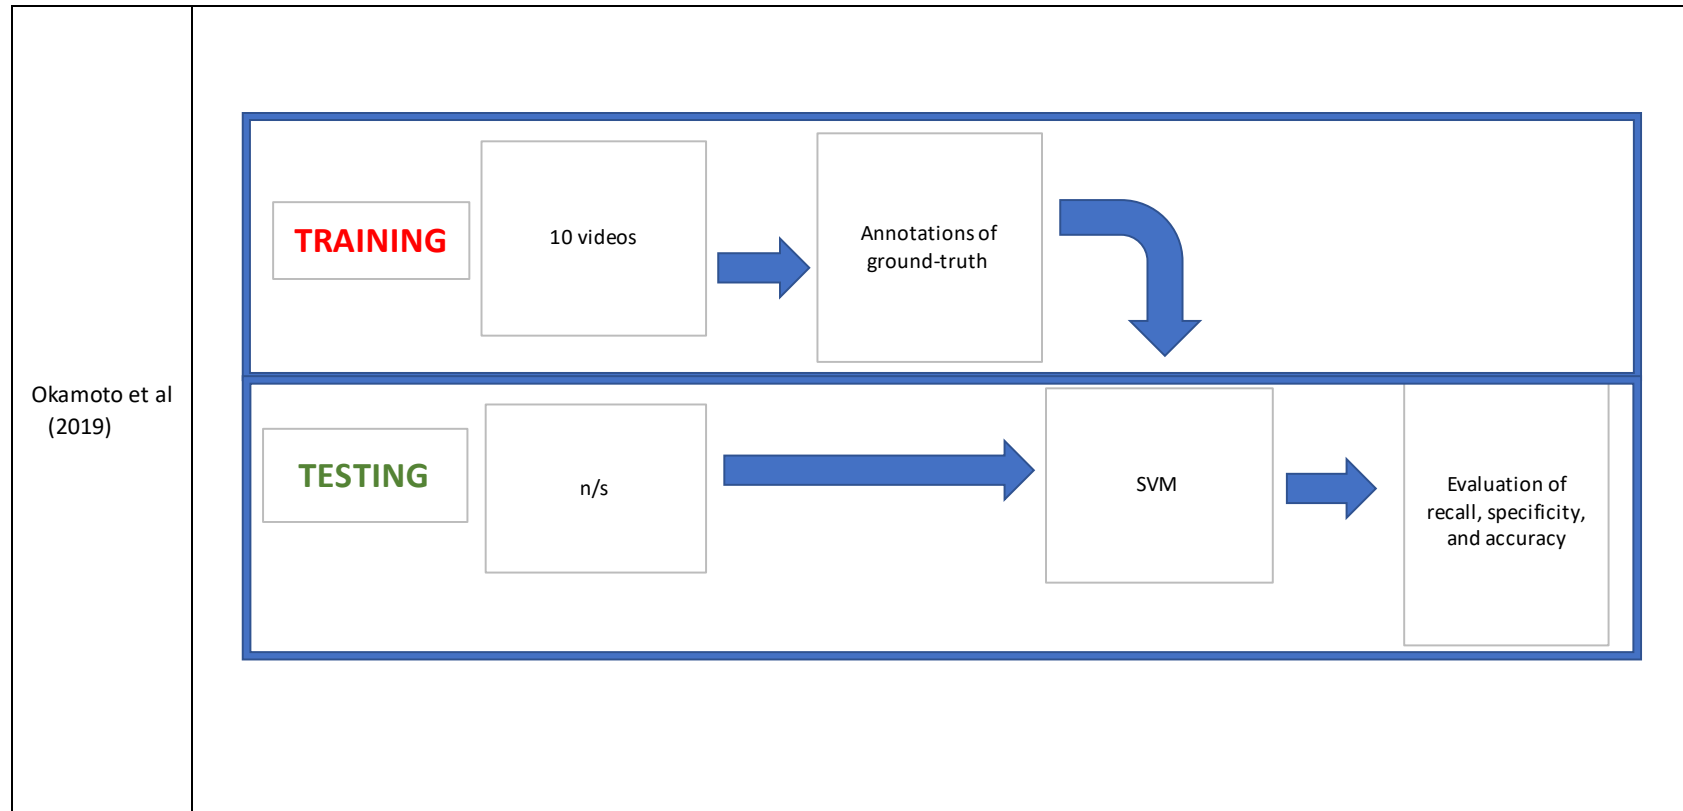 Okamoto et al
(2019)
TRAINING
10 videos
Annotations of
ground-truth
TESTING
n/s
SVM
Evaluation of
recall, specificity,
and accuracy